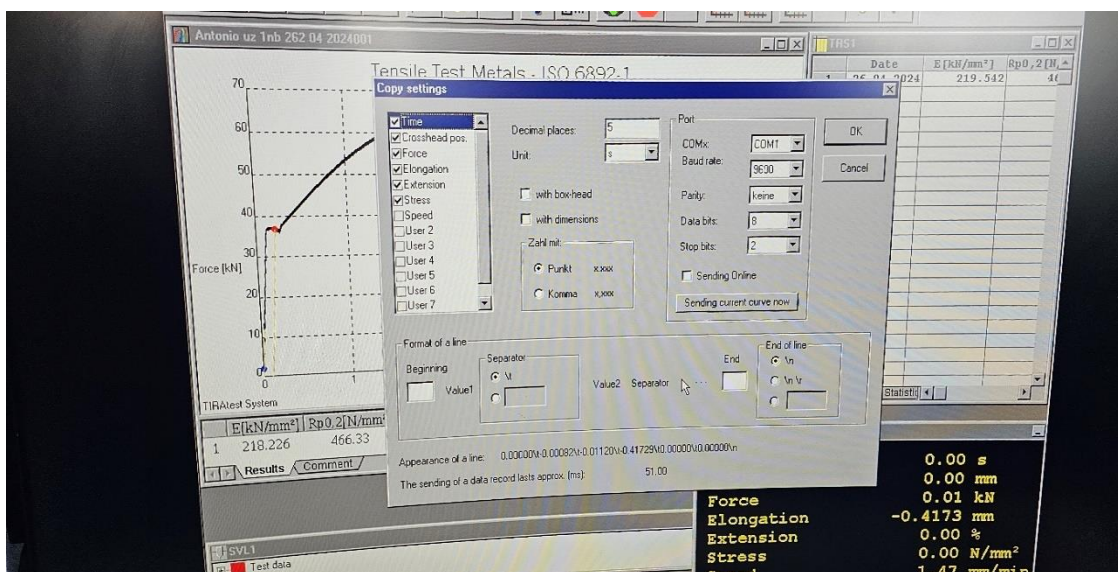 Antonio uz 1nb 262 04 2024001
Tensile Test Metals - ISO 6892-1
70
60
50
40
30
20
10
0
0
1
Force [kN]
TIRAtest System
E[kN/mm²] Rp0,2[N/mm²
1 218.226 466.33
Results Comment
SVL1
Test data
TRS1
Date E[kN/mm²] Rp0,2[N
1 26.04.2024 219.542
Statistic
Copy settings
Time
Crosshead pos.
Force
Elongation
Extension
Stress
Speed
User 2
User 3
User 4
User 5
User 6
User 7
Decimal places: 5
Unit: s
with box-head
with dimensions
Zahl mit:
Punkt x.xxx
Komma x,xxx
Port
COMx: COM1
Baud rate: 9600
Parity: keine
Data bits: 8
Stop bits: 2
Sending Online
Sending current curve now
OK
Cancel
Format of a line
Beginning
Value1
Separator
\t
Value2 Separator ...
End
End of line
\n
\n \r
Appearance of a line: 0.00000\t-0.00082\t-0.01120\t-0.41729\t0.00000\t0.00000\n
The sending of a data record lasts approx. (ms): 51.00
0.00 s
0.00 mm
Force 0.01 kN
Elongation -0.4173 mm
Extension 0.00 %
Stress 0.00 N/mm²
1.47 mm/min